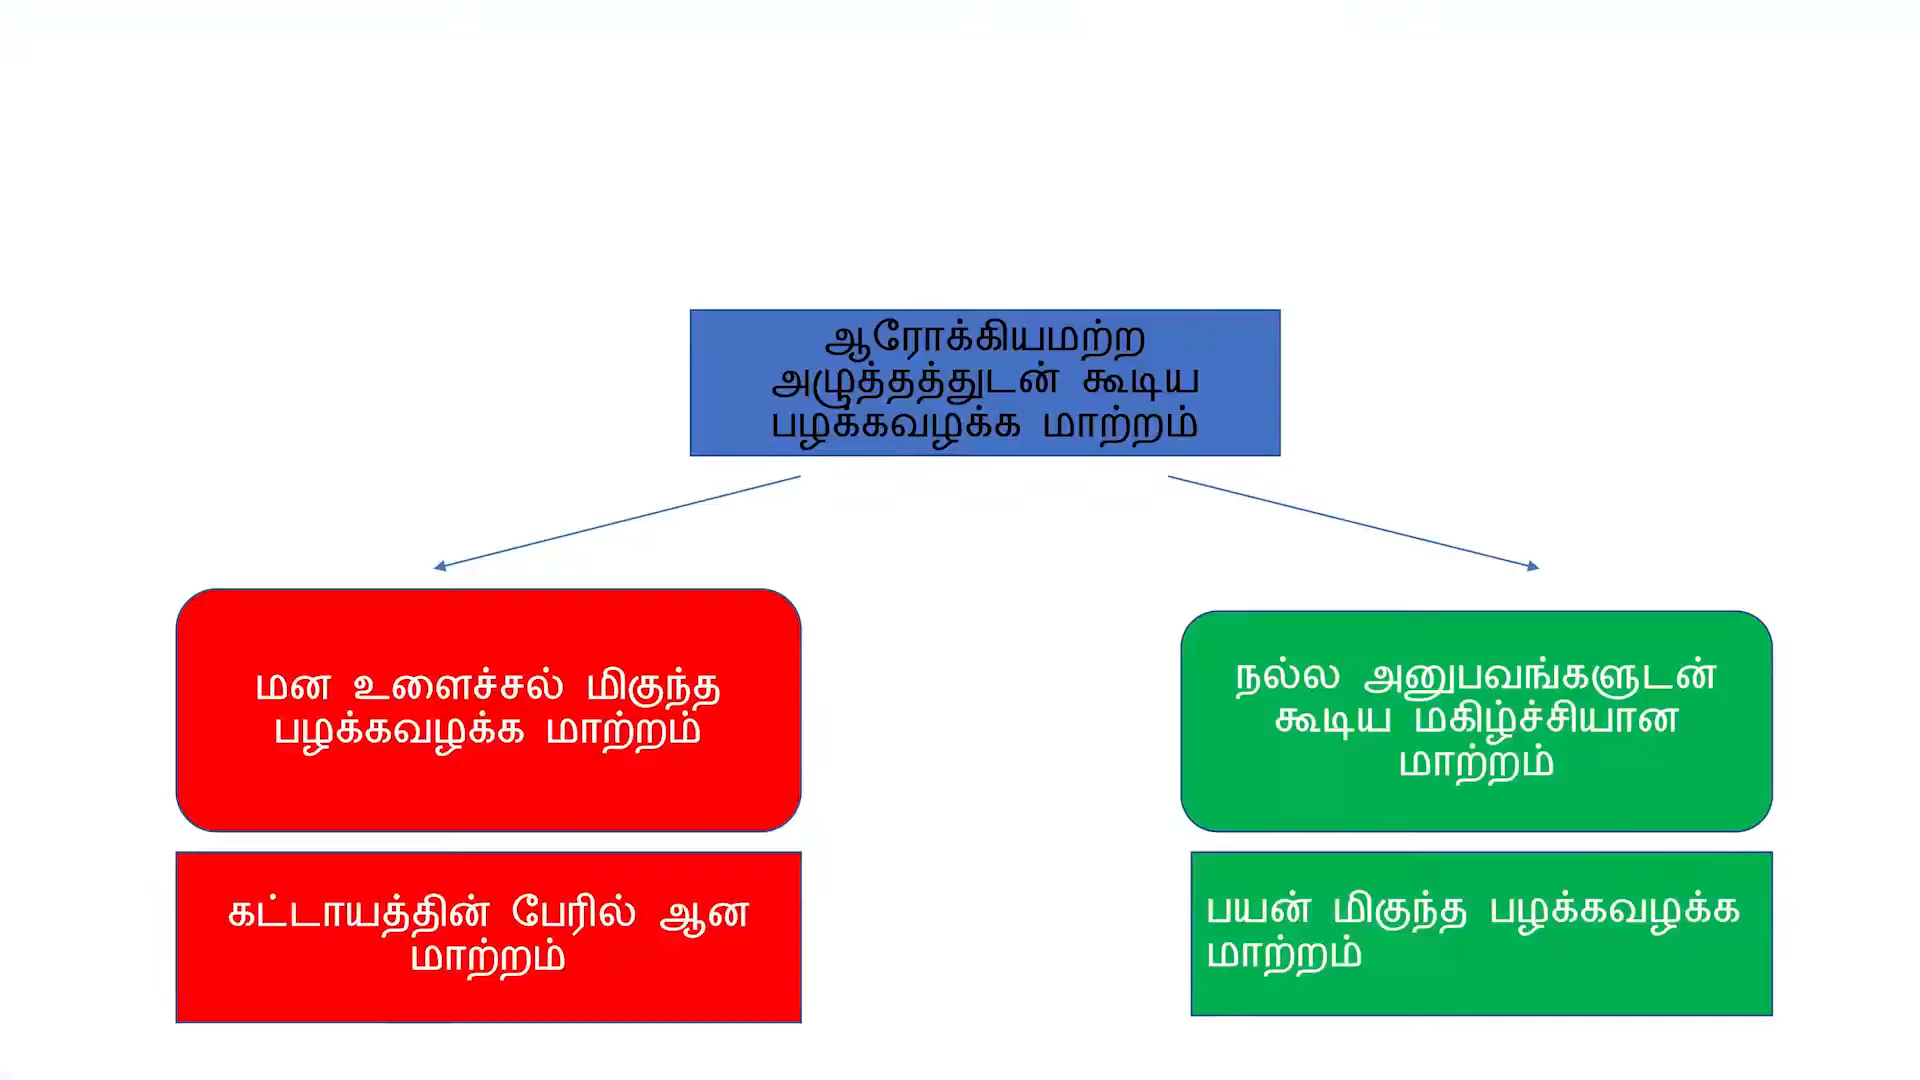 ஆரோக்கியமற்ற
அழுத்தத்துடன் கூடிய
பழக்கவழக்க மாற்றம்
மன உளைச்சல் மிகுந்த
பழக்கவழக்க மாற்றம்
நல்ல அனுபவங்களுடன்
கூடிய மகிழ்ச்சியான
மாற்றம்
கட்டாயத்தின் பேரில் ஆன
மாற்றம்
பயன் மிகுந்த பழக்கவழக்க
மாற்றம்